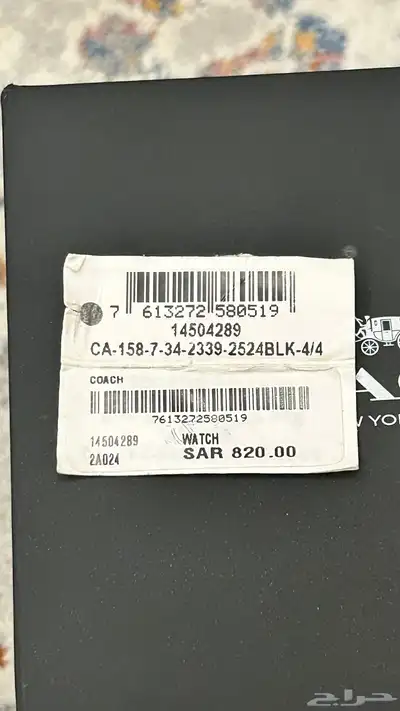 7 613272 580519
14504289
CA-158-7-34-2339-2524BLK-4/4
COACH
7613272580519
14504289 WATCH
2A024 SAR 820.00
حراج